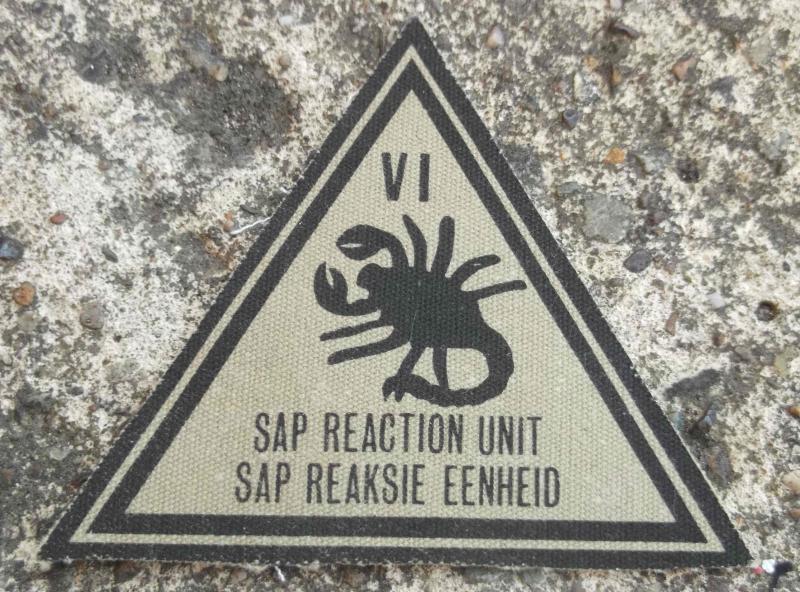 VI
SAP REACTION UNIT
SAP REAKSIE EENHEID